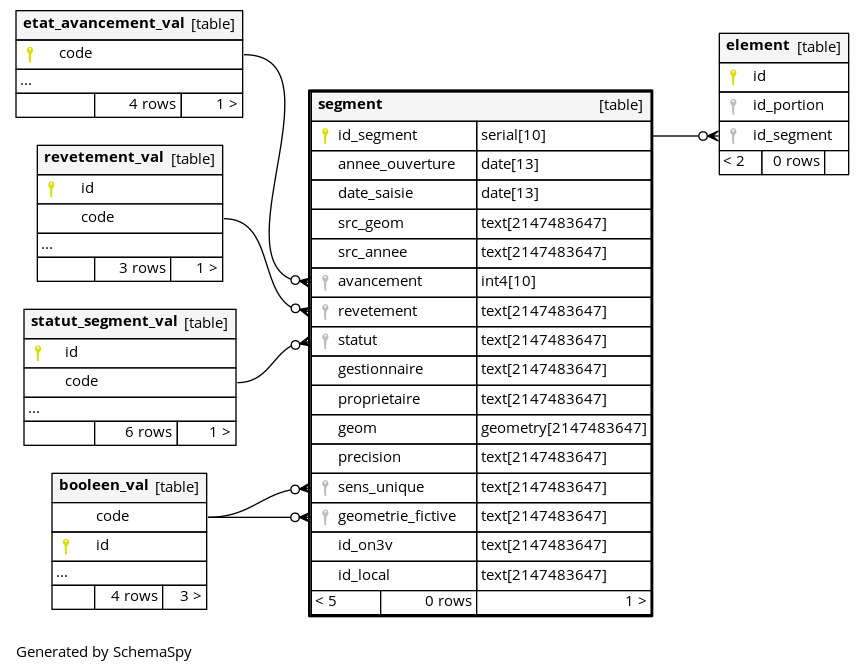 etat_avancement_val [table]
code
...
4 rows 1 >
revetement_val [table]
id
code
...
3 rows 1 >
statut_segment_val [table]
id
code
...
6 rows 1 >
booleen_val [table]
code
id
...
4 rows 3 >
segment [table]
id_segment serial[10]
annee_ouverture date[13]
date_saisie date[13]
src_geom text[2147483647]
src_annee text[2147483647]
avancement int4[10]
revetement text[2147483647]
statut text[2147483647]
gestionnaire text[2147483647]
proprietaire text[2147483647]
geom geometry[2147483647]
precision text[2147483647]
sens_unique text[2147483647]
geometrie_fictive text[2147483647]
id_on3v text[2147483647]
id_local text[2147483647]
< 5 0 rows 1 >
element [table]
id
id_portion
id_segment
< 2 0 rows
Generated by SchemaSpy